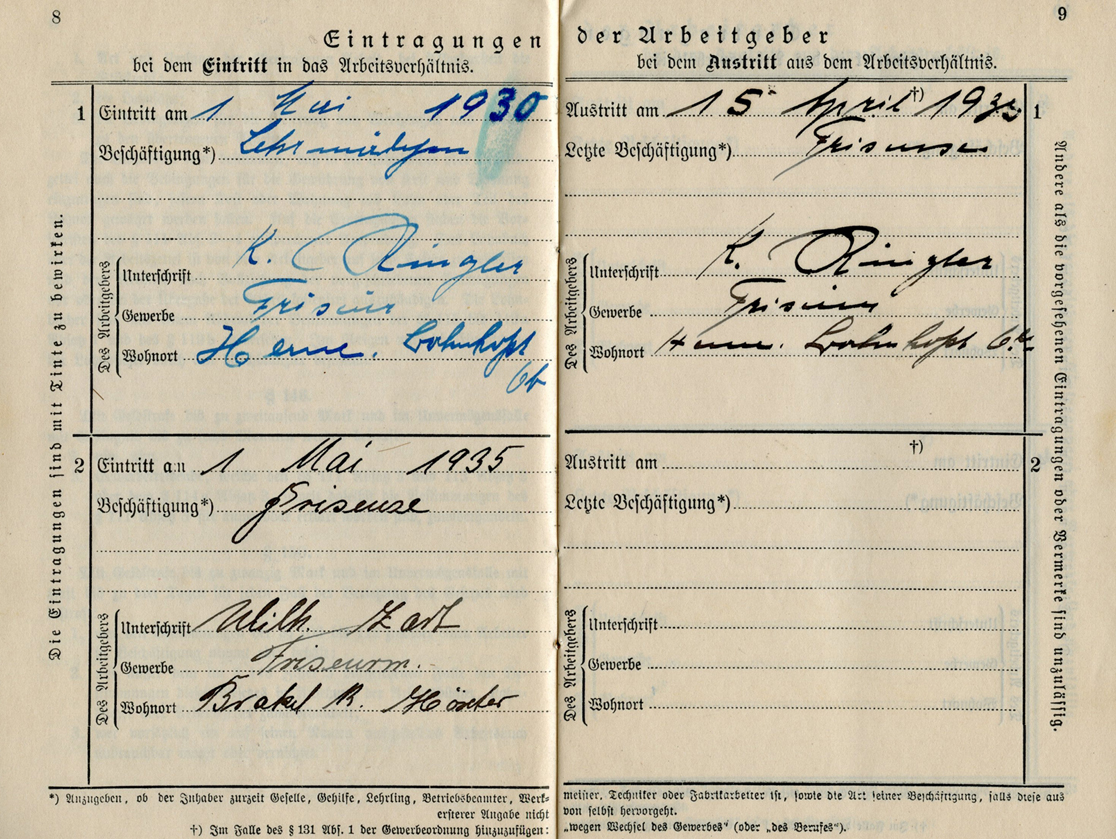 8
Eintragungen
bei dem Eintritt in das Arbeitsverhältnis.
Die Eintragungen sind mit Tinte zu bewirken.
1 Eintritt am 1 Mai 1930
Beschäftigung*) Lehrmädchen
Des Arbeitgebers
Unterschrift K. Ringler
Gewerbe Friseur
Wohnort Herne. Bahnhofst
6b
2 Eintritt am 1 Mai 1935
Beschäftigung*) Friseuse
Des Arbeitgebers
Unterschrift Wilh.
Gewerbe Friseurm.
Wohnort Brakel K. Höxter
*) Anzugeben, ob der Inhaber zurzeit Geselle, Gehilfe, Lehrling, Betriebsbeamter, Werk-
ersterer Angabe nicht
†) Im Falle des § 131 Abs. 1 der Gewerbeordnung hinzuzufügen:
9
der Arbeitgeber
bei dem Austritt aus dem Arbeitsverhältnis.
Austritt am 15 April †) 1
Letzte Beschäftigung*) Friseuse
Des Arbeitgebers
Unterschrift K. Ringler
Gewerbe
Wohnort Herne. Bahnhofst
Austritt am †) 2
Letzte Beschäftigung*)
Des Arbeitgebers
Unterschrift
Gewerbe
Wohnort
Andere als die vorgesehenen Eintragungen oder Vermerke sind unzulässig.
meister, Techniker oder Fabrikarbeiter ist, sowie die Art seiner Beschäftigung, falls diese aus
von selbst hervorgeht.
„wegen Wechsel des Gewerbes“ (oder „des Berufes“).